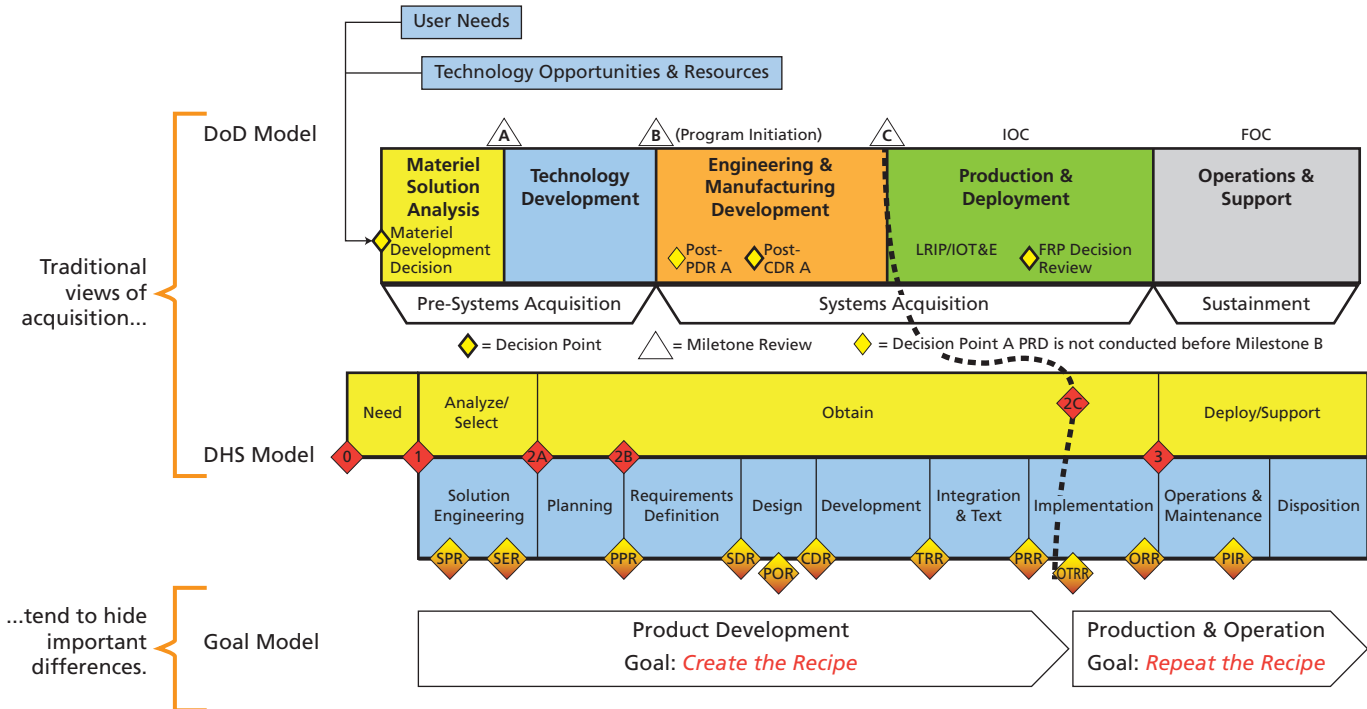 User Needs
Technology Opportunities & Resources
Traditional
views of
acquisition...
DoD Model
A
B
(Program Initiation)
C
IOC
FOC
Materiel
Solution
Analysis
Materiel
Development
Decision
Technology
Development
Engineering &
Manufacturing
Development
Post-
PDR A
Post-
CDR A
Production &
Deployment
LRIP/IOT&E
FRP Decision
Review
Operations &
Support
Pre-Systems Acquisition
Systems Acquisition
Sustainment
= Decision Point
= Miletone Review
= Decision Point A PRD is not conducted before Milestone B
DHS Model
Need
Analyze/
Select
Obtain
2C
Deploy/Support
0
1
2A
2B
3
Solution
Engineering
Planning
Requirements
Definition
Design
Development
Integration
& Text
Implementation
Operations &
Maintenance
Disposition
SPR
SER
PPR
SDR
POR
CDR
TRR
PRR
OTRR
ORR
PIR
...tend to hide
important
differences.
Goal Model
Product Development
Goal: Create the Recipe
Production & Operation
Goal: Repeat the Recipe